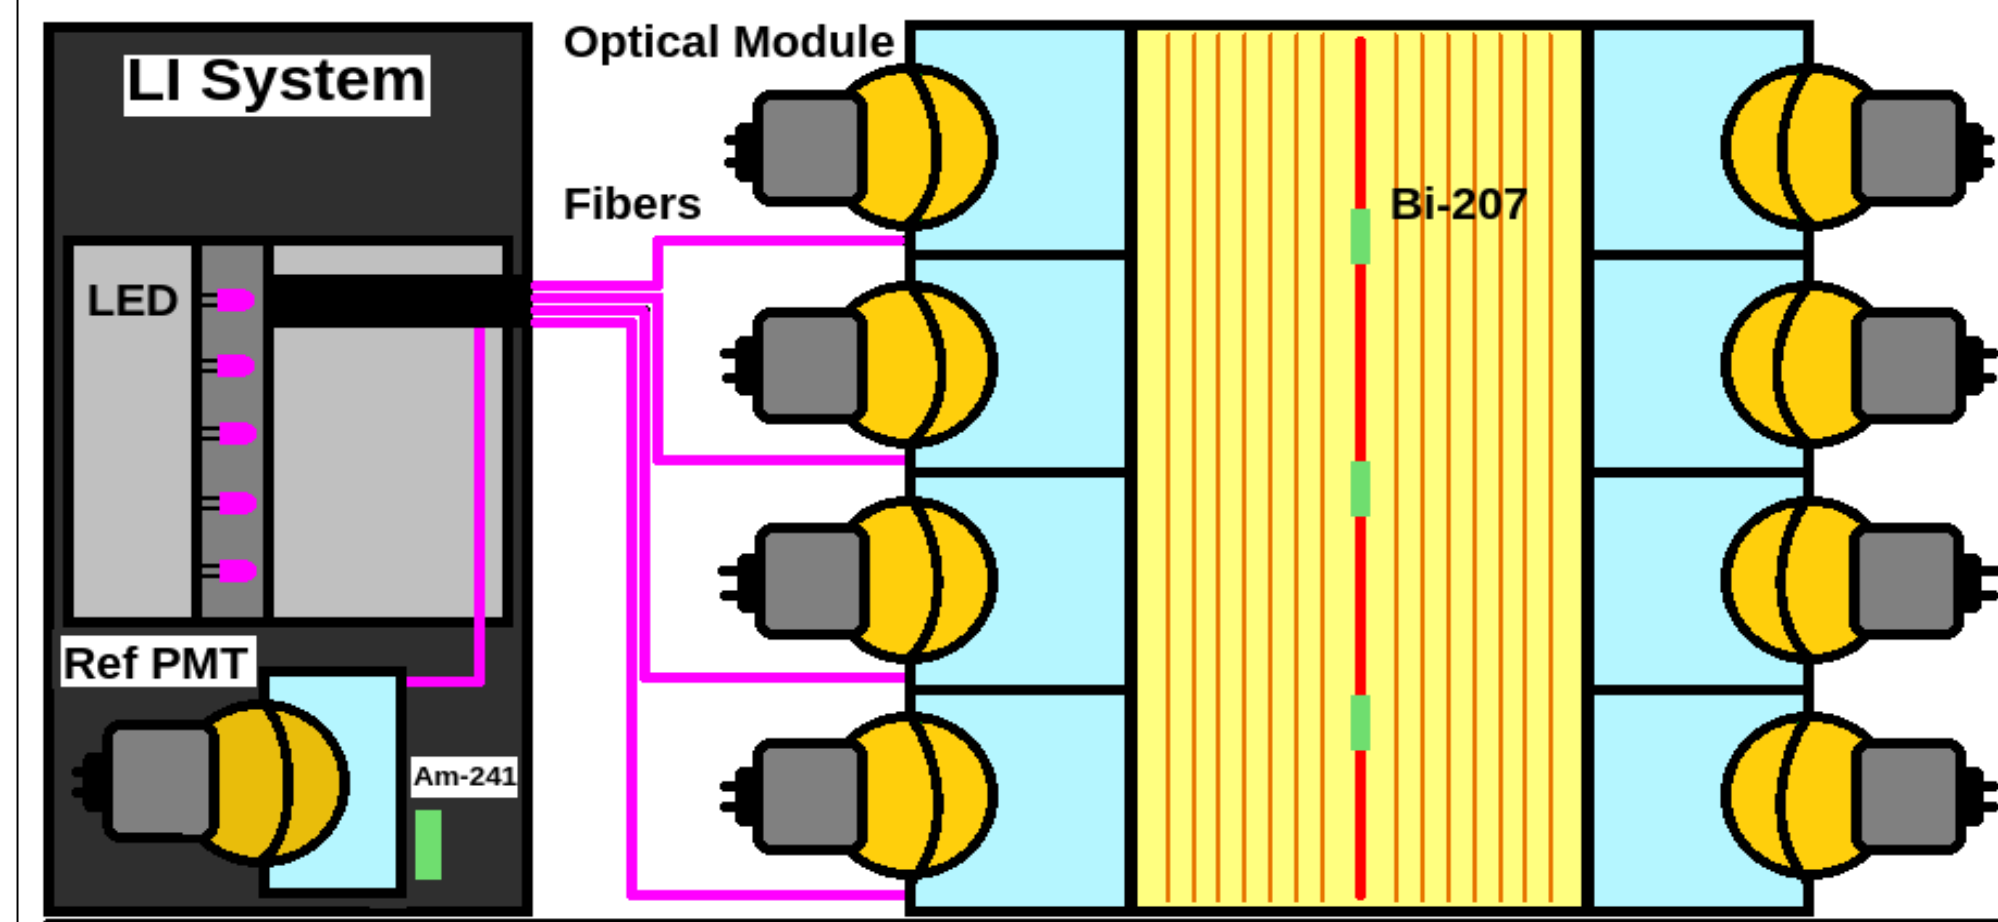 LI System
Optical Module
Fibers
Bi-207
LED
Ref PMT
Am-241